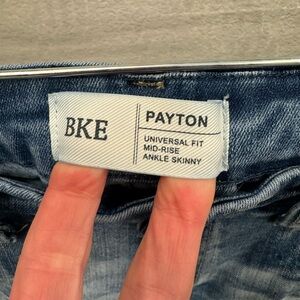 BKE
PAYTON
UNIVERSAL FIT
MID-RISE
ANKLE SKINNY